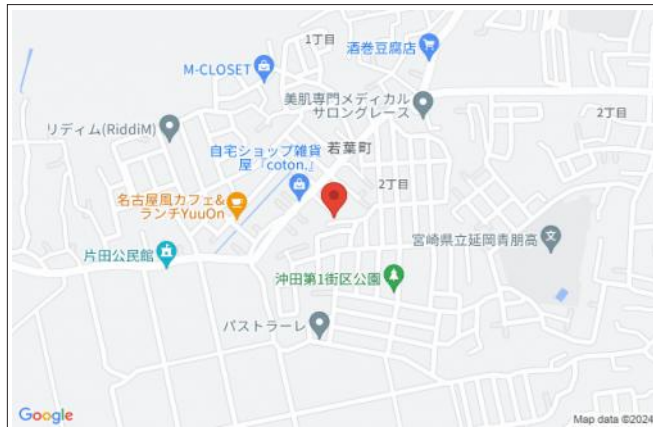 1丁目
酒巻豆腐店
M-CLOSET
美肌専門メディカル
サロングレース
2丁目
リディム(RiddiM)
若葉町
自宅ショップ雑貨
屋『coton.』
2丁目
名古屋風カフェ&
ランチYuuOn
宮崎県立延岡青朋高
片田公民館
沖田第1街区公園
パストラーレ
Google
Map data ©2024